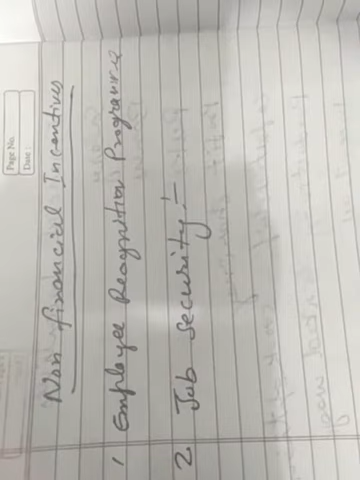 Page No.
Date :
Non financial Incentives
1 Employee Recognition Programme
2 Job security :-